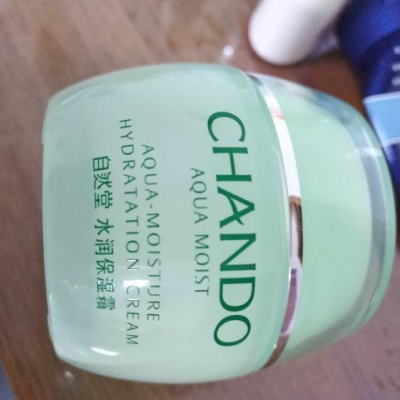 CHANDO
AQUA MOIST
AQUA-MOISTURE
HYDRATATION CREAM
自然堂 水润保湿霜